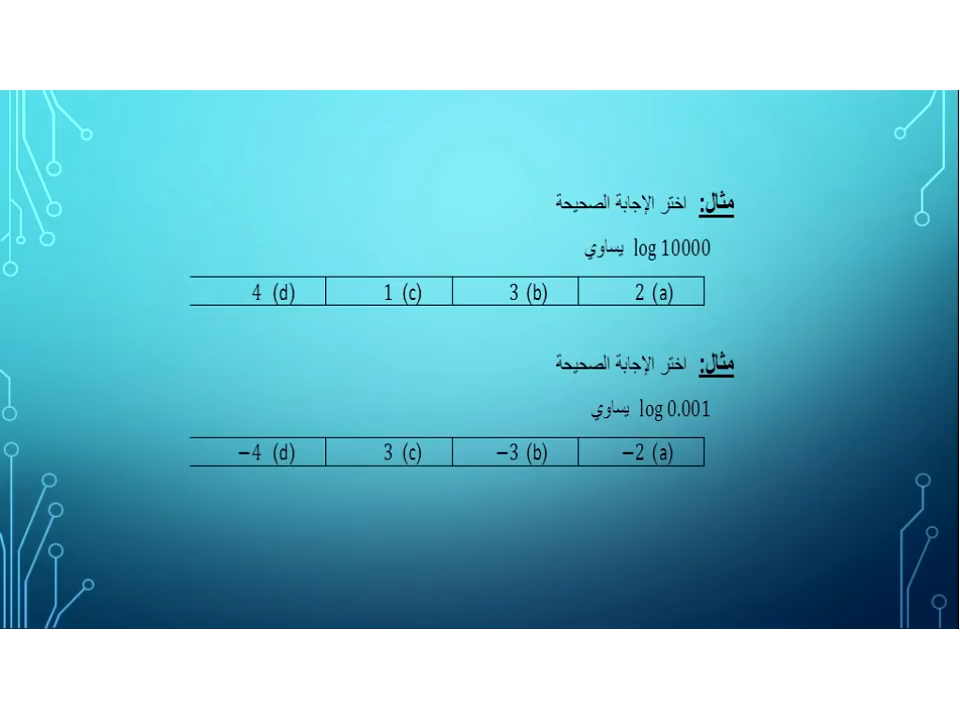 مثال: اختر الإجابة الصحيحة
log 10000 يساوي
2 (a) 3 (b) 1 (c) 4 (d)
مثال: اختر الإجابة الصحيحة
log 0.001 يساوي
−2 (a) −3 (b) 3 (c) −4 (d)